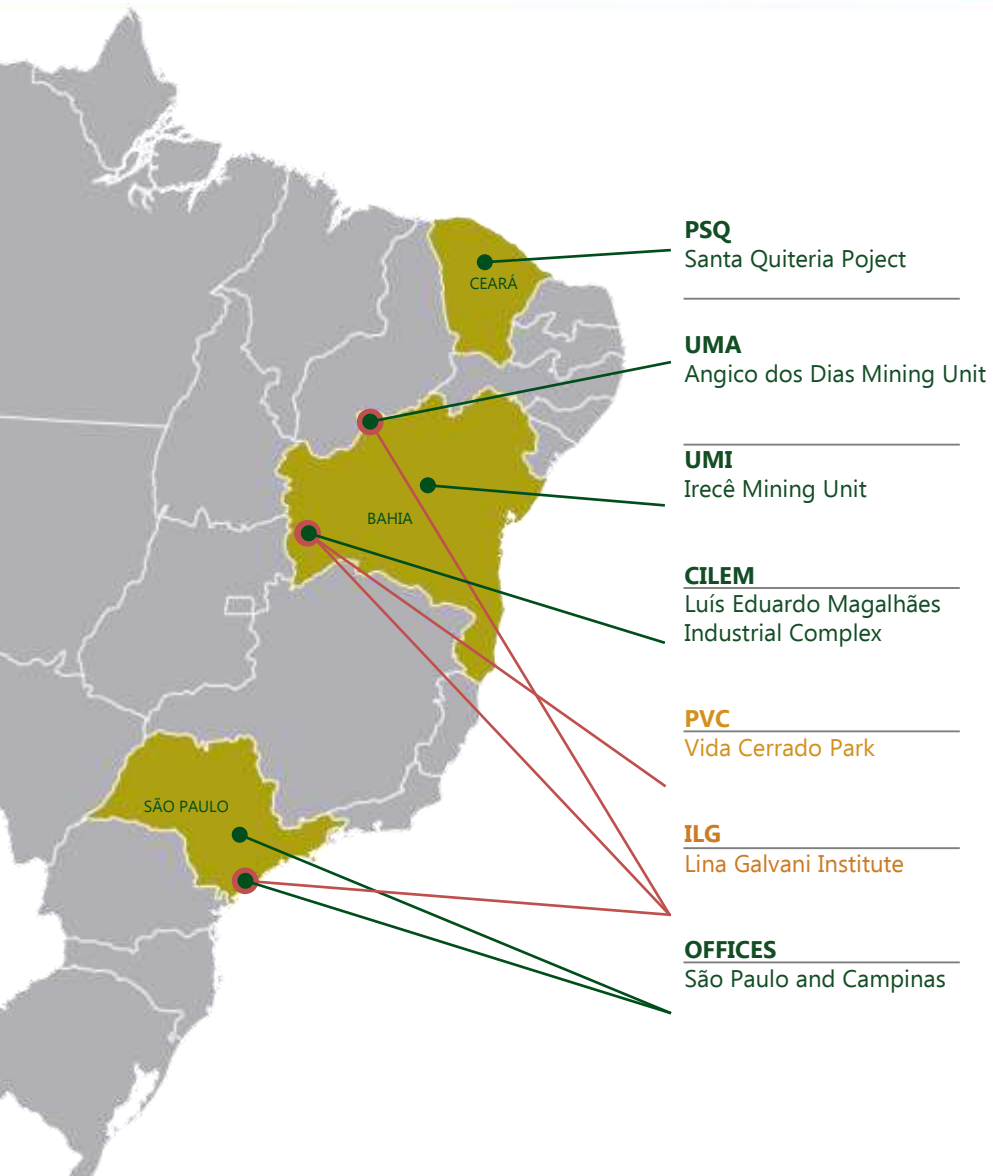 PSQ
Santa Quiteria Poject
CEARÁ
UMA
Angico dos Dias Mining Unit
UMI
Irecê Mining Unit
BAHIA
CILEM
Luís Eduardo Magalhães
Industrial Complex
PVC
Vida Cerrado Park
SÃO PAULO
ILG
Lina Galvani Institute
OFFICES
São Paulo and Campinas